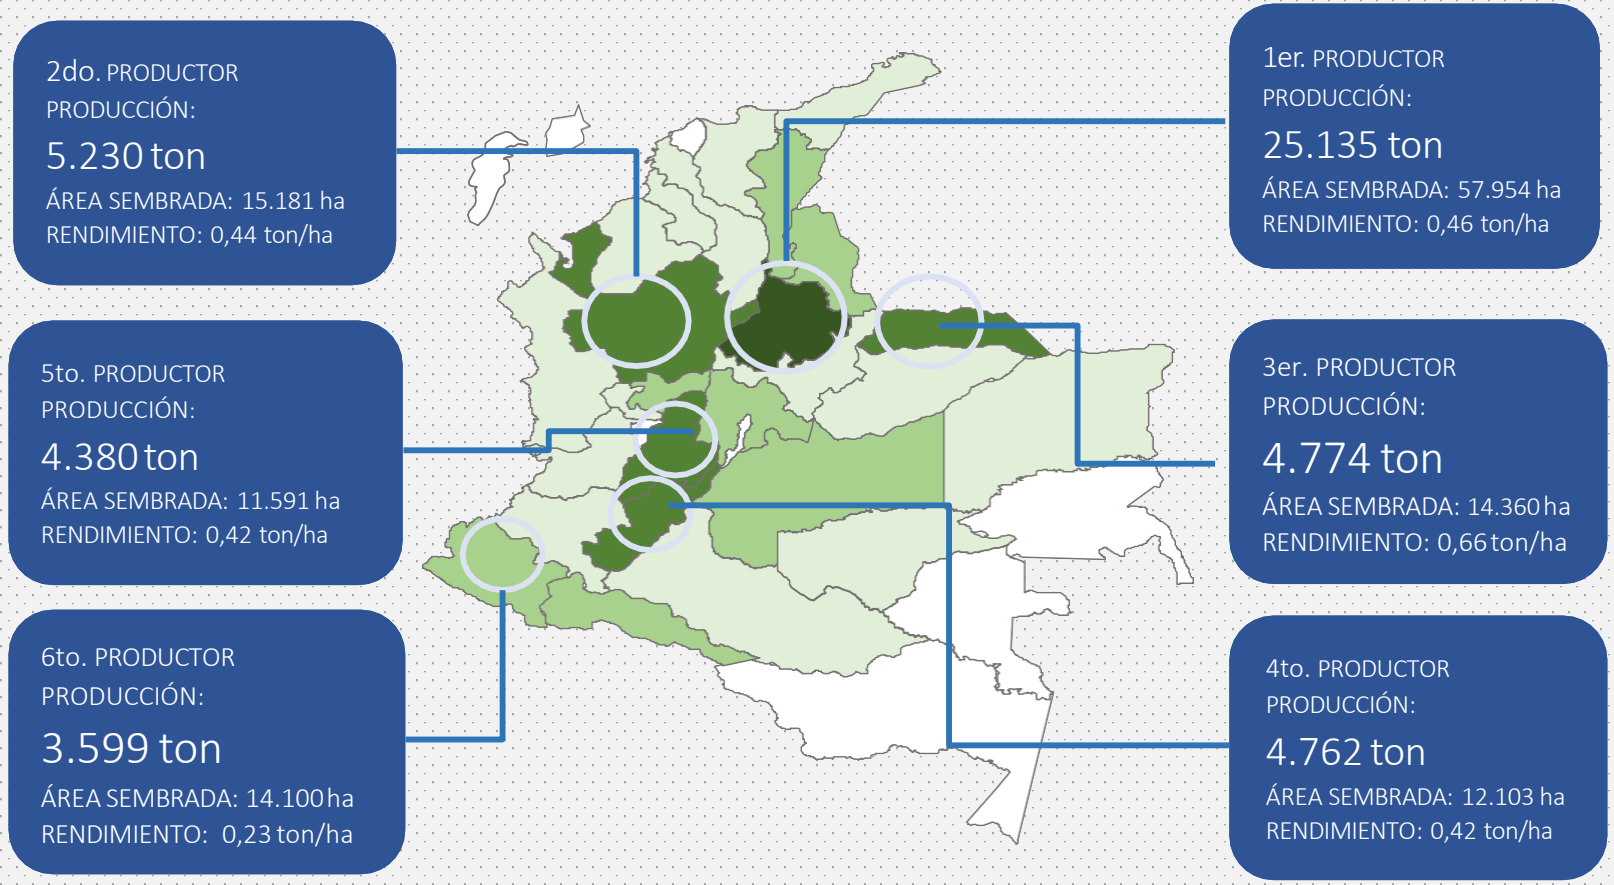 2do. PRODUCTOR
PRODUCCIÓN:
5.230 ton
ÁREA SEMBRADA: 15.181 ha
RENDIMIENTO: 0,44 ton/ha
1er. PRODUCTOR
PRODUCCIÓN:
25.135 ton
ÁREA SEMBRADA: 57.954 ha
RENDIMIENTO: 0,46 ton/ha
5to. PRODUCTOR
PRODUCCIÓN:
4.380 ton
ÁREA SEMBRADA: 11.591 ha
RENDIMIENTO: 0,42 ton/ha
3er. PRODUCTOR
PRODUCCIÓN:
4.774 ton
ÁREA SEMBRADA: 14.360 ha
RENDIMIENTO: 0,66 ton/ha
6to. PRODUCTOR
PRODUCCIÓN:
3.599 ton
ÁREA SEMBRADA: 14.100 ha
RENDIMIENTO: 0,23 ton/ha
4to. PRODUCTOR
PRODUCCIÓN:
4.762 ton
ÁREA SEMBRADA: 12.103 ha
RENDIMIENTO: 0,42 ton/ha